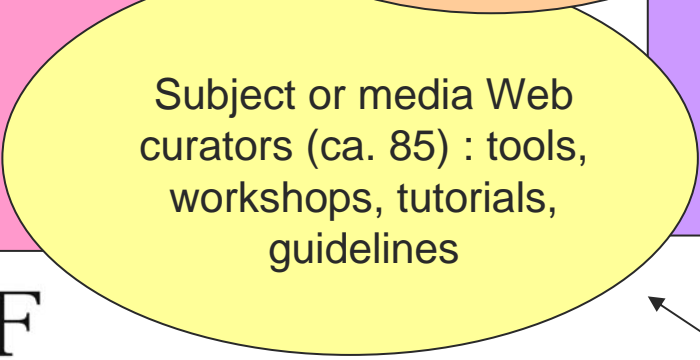 Subject or media Web
curators (ca. 85) : tools,
workshops, tutorials,
guidelines
F